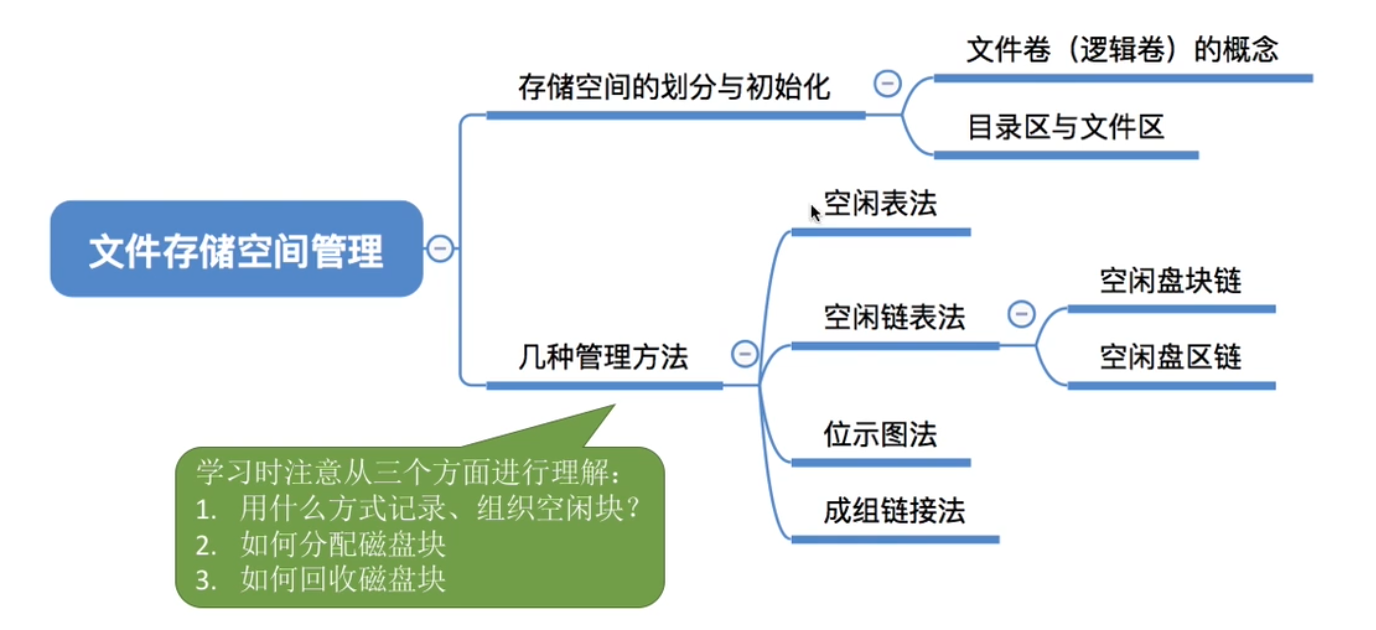 文件存储空间管理
存储空间的划分与初始化
文件卷（逻辑卷）的概念
目录区与文件区
几种管理方法
空闲表法
空闲链表法
空闲盘块链
空闲盘区链
位示图法
成组链接法
学习时注意从三个方面进行理解：
1. 用什么方式记录、组织空闲块？
2. 如何分配磁盘块
3. 如何回收磁盘块